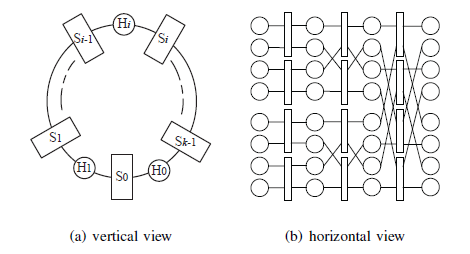 Hi
Si-1
Si
S1
Sk-1
H1
S0
H0
(a) vertical view
(b) horizontal view